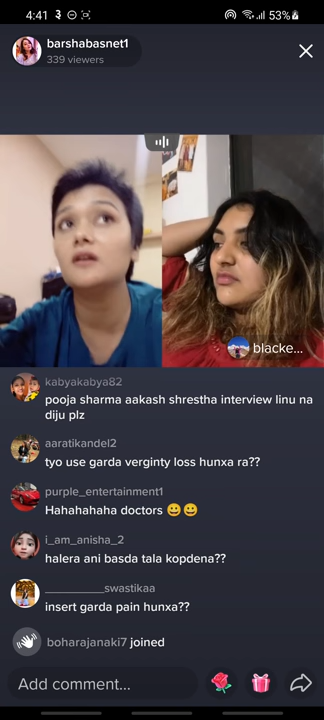 4:41
53%
barshabasnet1
339 viewers
blacke...
kabyakabya82
pooja sharma aakash shrestha interview linu na
diju plz
aaratikandel2
tyo use garda verginty loss hunxa ra??
purple_entertainment1
Hahahahaha doctors 😀😀
i_am_anisha_2
halera ani basda tala kopdena??
_________swastikaa
insert garda pain hunxa??
boharajanaki7 joined
Add comment...